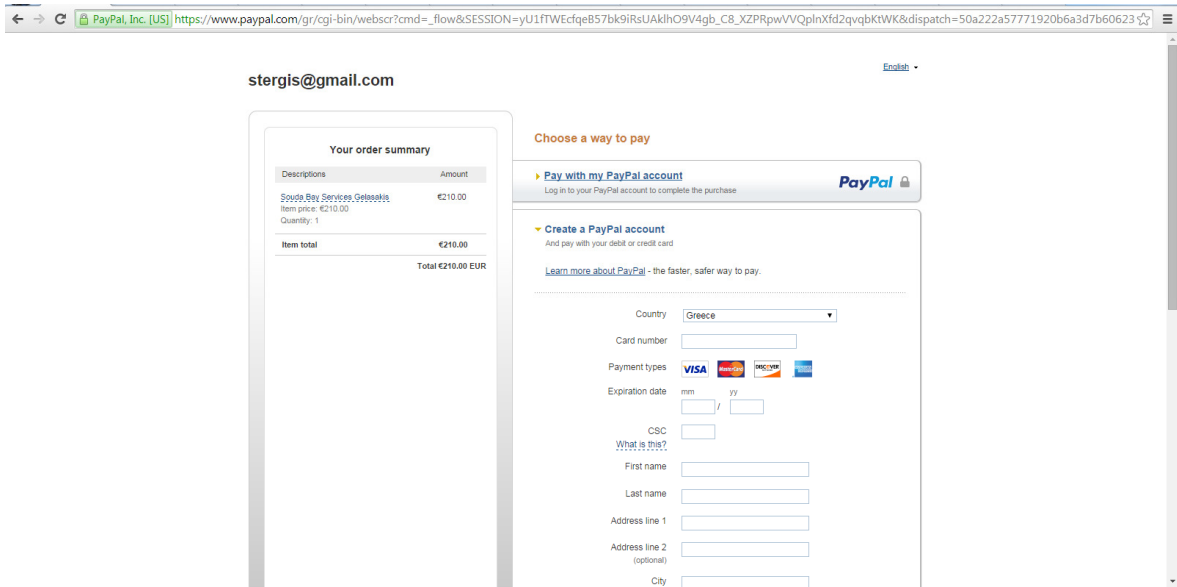 PayPal, Inc. [US] https://www.paypal.com/gr/cgi-bin/webscr?cmd=_flow&SESSION=yU1fTWEcfqeB57bk9iRsUAklhO9V4gb_C8_XZPRpwVVQplnXfd2qvqbKtWK&dispatch=50a222a57771920b6a3d7b60623
English
stergis@gmail.com
Your order summary
Descriptions Amount
Souda Bay Services Gelasakis €210.00
Item price: €210.00
Quantity: 1
Item total €210.00
Total €210.00 EUR
Choose a way to pay
Pay with my PayPal account
Log in to your PayPal account to complete the purchase
PayPal
Create a PayPal account
And pay with your debit or credit card
Learn more about PayPal - the faster, safer way to pay.
Country Greece
Card number
Payment types VISA MasterCard DISCOVER
Expiration date mm yy
/
CSC
What is this?
First name
Last name
Address line 1
Address line 2
(optional)
City